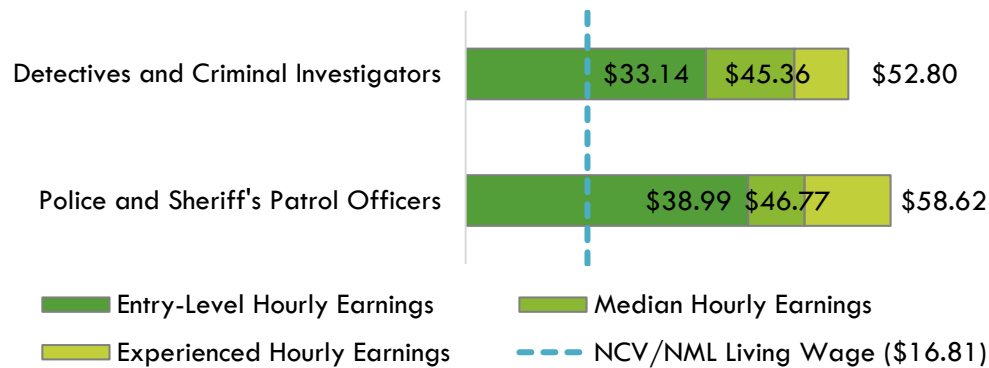 Detectives and Criminal Investigators $33.14 $45.36 $52.80
Police and Sheriff's Patrol Officers $38.99 $46.77 $58.62
Entry-Level Hourly Earnings Median Hourly Earnings
Experienced Hourly Earnings NCV/NML Living Wage ($16.81)